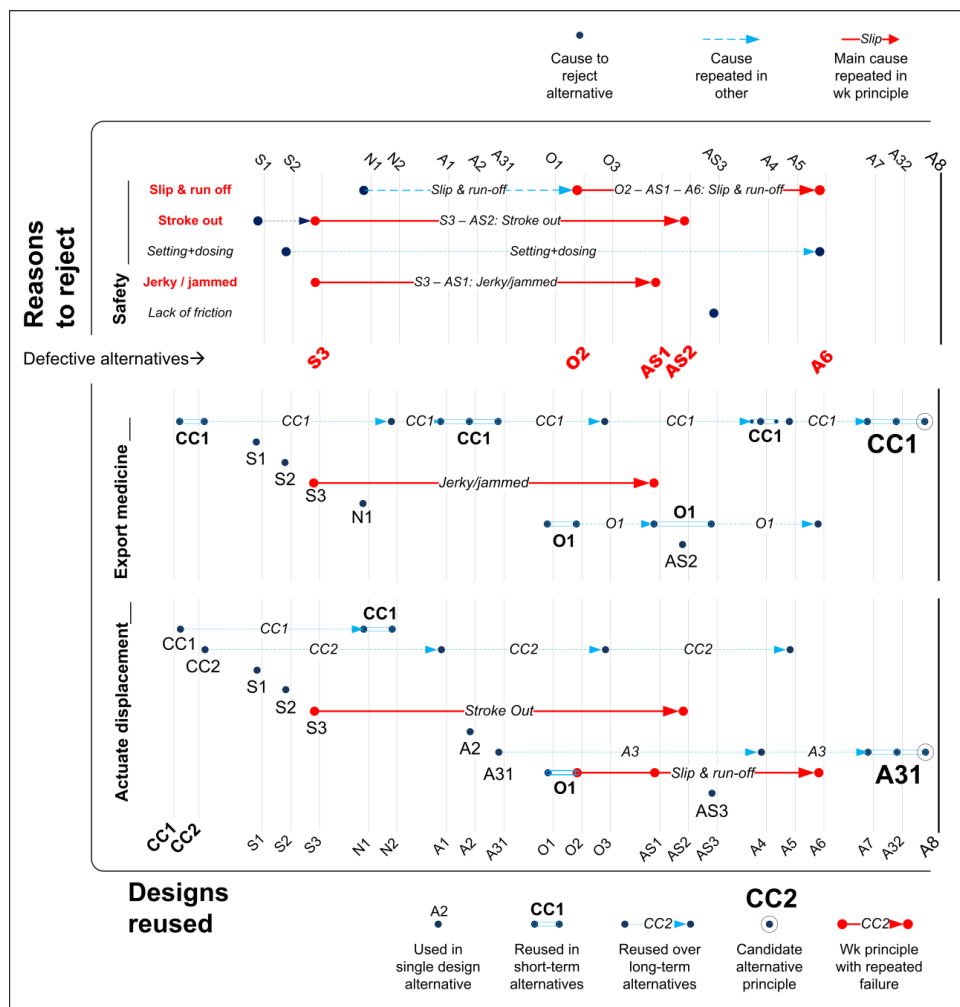 Slip
Cause to
reject
alternative
Cause
repeated in
other
Main cause
repeated in
wk principle
Reasons
to reject
Safety
S1
S2
N1
N2
A1
A2
A31
O1
O3
AS3
A4
A5
A7
A32
A8
Slip & run off
Slip & run-off
O2 – AS1 – A6: Slip & run-off
Stroke out
S3 – AS2: Stroke out
Setting+dosing
Setting+dosing
Jerky / jammed
S3 – AS1: Jerky/jammed
Lack of friction
Defective alternatives→
S3
O2
AS1
AS2
A6
Export medicine
CC1
CC1
CC1
CC1
CC1
CC1
CC1
CC1
CC1
S1
S2
S3
Jerky/jammed
N1
O1
O1
O1
O1
AS2
Actuate displacement
CC1
CC1
CC1
CC2
CC2
CC2
CC2
S1
S2
S3
Stroke Out
A2
A31
A3
A3
A31
O1
Slip & run-off
AS3
CC1
CC2
S1
S2
S3
N1
N2
A1
A2
A31
O1
O2
O3
AS1
AS2
AS3
A4
A5
A6
A7
A32
A8
Designs
reused
A2
Used in
single design
alternative
CC1
Reused in
short-term
alternatives
CC2
Reused over
long-term
alternatives
CC2
Candidate
alternative
principle
CC2
Wk principle
with repeated
failure